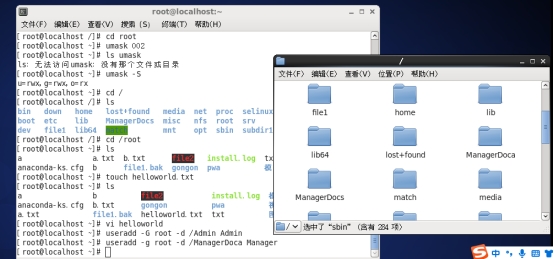 root@localhost:~
文件(F) 编辑(E) 查看(V) 搜索 (S) 终端(T) 帮助(H)
[root@localhost /]# cd root
[root@localhost ~]# umask 002
[root@localhost ~]# ls umask
ls: 无法访问umask: 没有那个文件或目录
[root@localhost ~]# umask -S
u=rwx,g=rwx,o=rx
[root@localhost ~]# cd /
[root@localhost /]# ls
bin down home lost+found media net proc selinux
boot etc lib ManagerDocs misc nfs root srv
dev file1 lib64 match mnt opt sbin subdir1
[root@localhost /]# cd /root
[root@localhost ~]# ls
a a.txt b.txt file2 install.log
anaconda-ks.cfg b file1.bak gongon pwa
[root@localhost ~]# touch helloworld.txt
[root@localhost ~]# ls
a b file2 install.log
anaconda-ks.cfg b.txt gongon pwa
a.txt file1.bak helloworld.txt txt
[root@localhost ~]# vi helloworld
[root@localhost ~]# useradd -G root -d /Admin Admin
[root@localhost ~]# useradd -g root -d /ManagerDoca Manager
[root@localhost ~]#
/
文件(F) 编辑(E) 查看(V) 位置(P) 帮助(H)
file1 home lib
lib64 lost+found ManagerDoca
ManagerDocs match media
/ 选中了 "sbin" (含有 284 项)
中